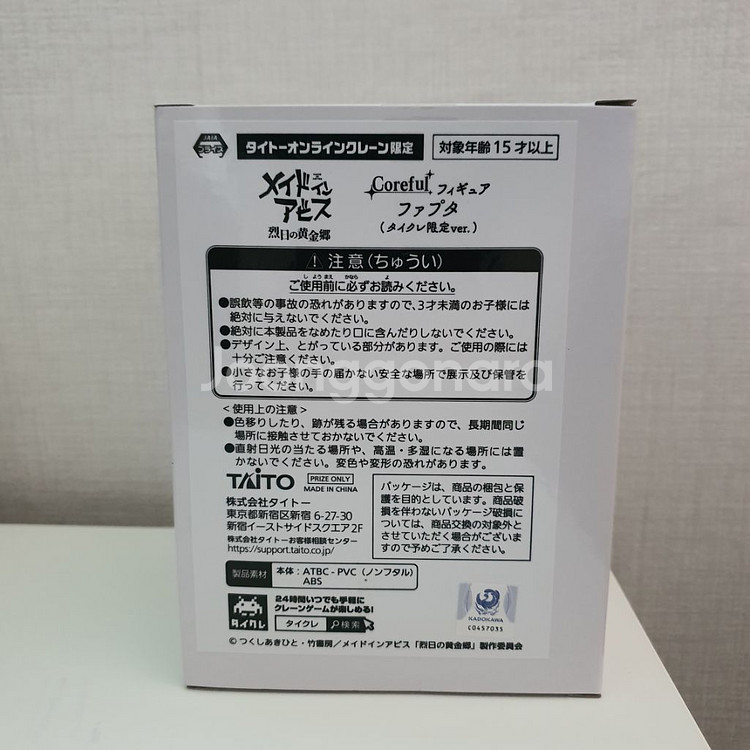 JAIA
プライズ
タイトーオンラインクレーン限定
対象年齢15才以上
メイドインアビス
烈日の黄金郷
Coreful フィギュア
ファプタ
(タイクレ限定ver.)
! 注意(ちゅうい)
ご使用前に必ずお読みください。
●誤飲等の事故の恐れがありますので、3才未満のお子様には
絶対に与えないでください。
●絶対に本製品をなめたり口に含んだりしないでください。
●デザイン上、とがっている部分があります。ご使用の際には
十分ご注意ください。
●小さなお子様の手の届かない安全な場所で展示及び保管を
行ってください。
<使用上の注意>
●色移りしたり、跡が残る場合がありますので、長期間同じ
場所に接触させておかないでください。
●直射日光の当たる場所や、高温・多湿になる場所には置
かないでください。変色や変形の恐れがあります。
TAITO
PRIZE ONLY
MADE IN CHINA
株式会社タイトー
東京都新宿区新宿 6-27-30
新宿イーストサイドスクエア2F
株式会社タイトーお客様相談センター
https://support.taito.co.jp/
パッケージは、商品の梱包と保
護を目的としています。商品破
損を伴わないパッケージ破損に
ついては、商品交換の対象外と
させていただく場合がございま
すので予めご了承ください。
製品素材
本体:ATBC-PVC(ノンフタル)
ABS
タイクレ
24時間いつでも手軽に
クレーンゲームが楽しめる!
タイクレ 検索
KADOKAWA
C0457035
©つくしあきひと・竹書房/メイドインアビス「烈日の黄金郷」製作委員会
Joonggonara